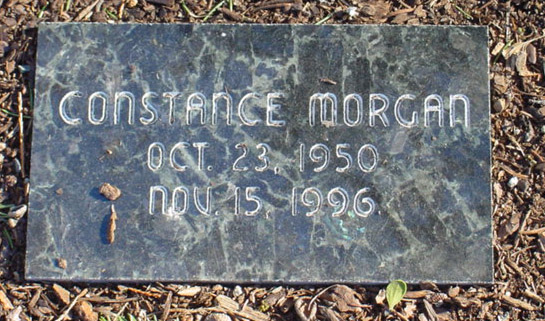 CONSTANCE MORGAN
OCT. 23, 1950
NOV. 15, 1996